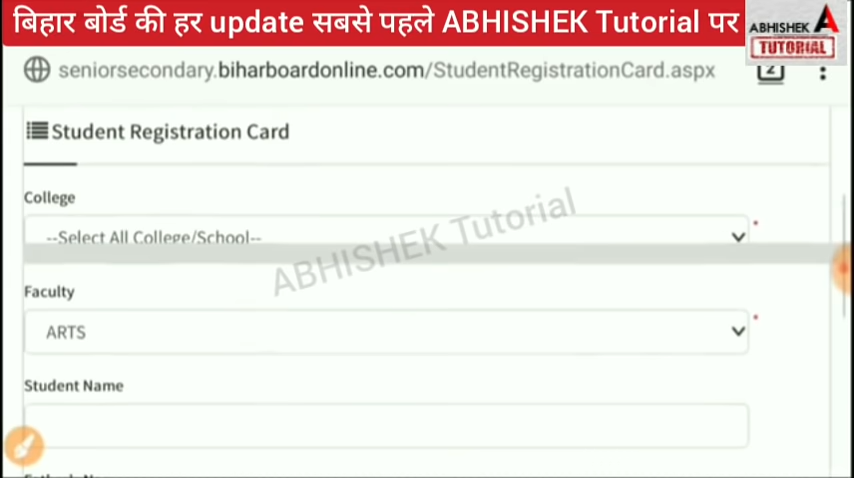 बिहार बोर्ड की हर update सबसे पहले ABHISHEK Tutorial पर
ABHISHEK A
TUTORIAL
seniorsecondary.biharboardonline.com/StudentRegistrationCard.aspx
2
Student Registration Card
College
--Select All College/School--
*
ABHISHEK Tutorial
Faculty
ARTS
*
Student Name